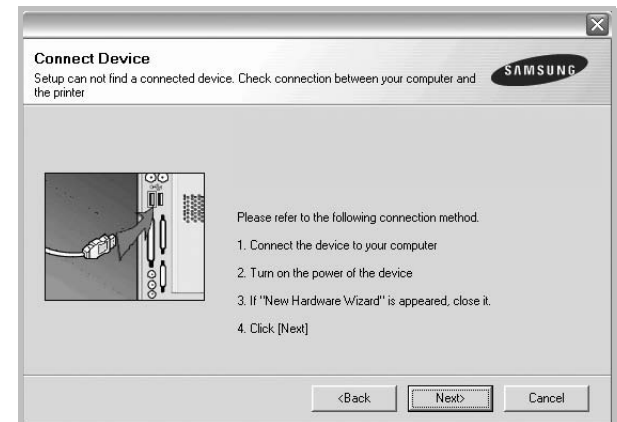 Connect Device
Setup can not find a connected device. Check connection between your computer and
the printer
SAMSUNG
Please refer to the following connection method.
1. Connect the device to your computer
2. Turn on the power of the device
3. If "New Hardware Wizard" is appeared, close it.
4. Click [Next]
<Back
Next>
Cancel